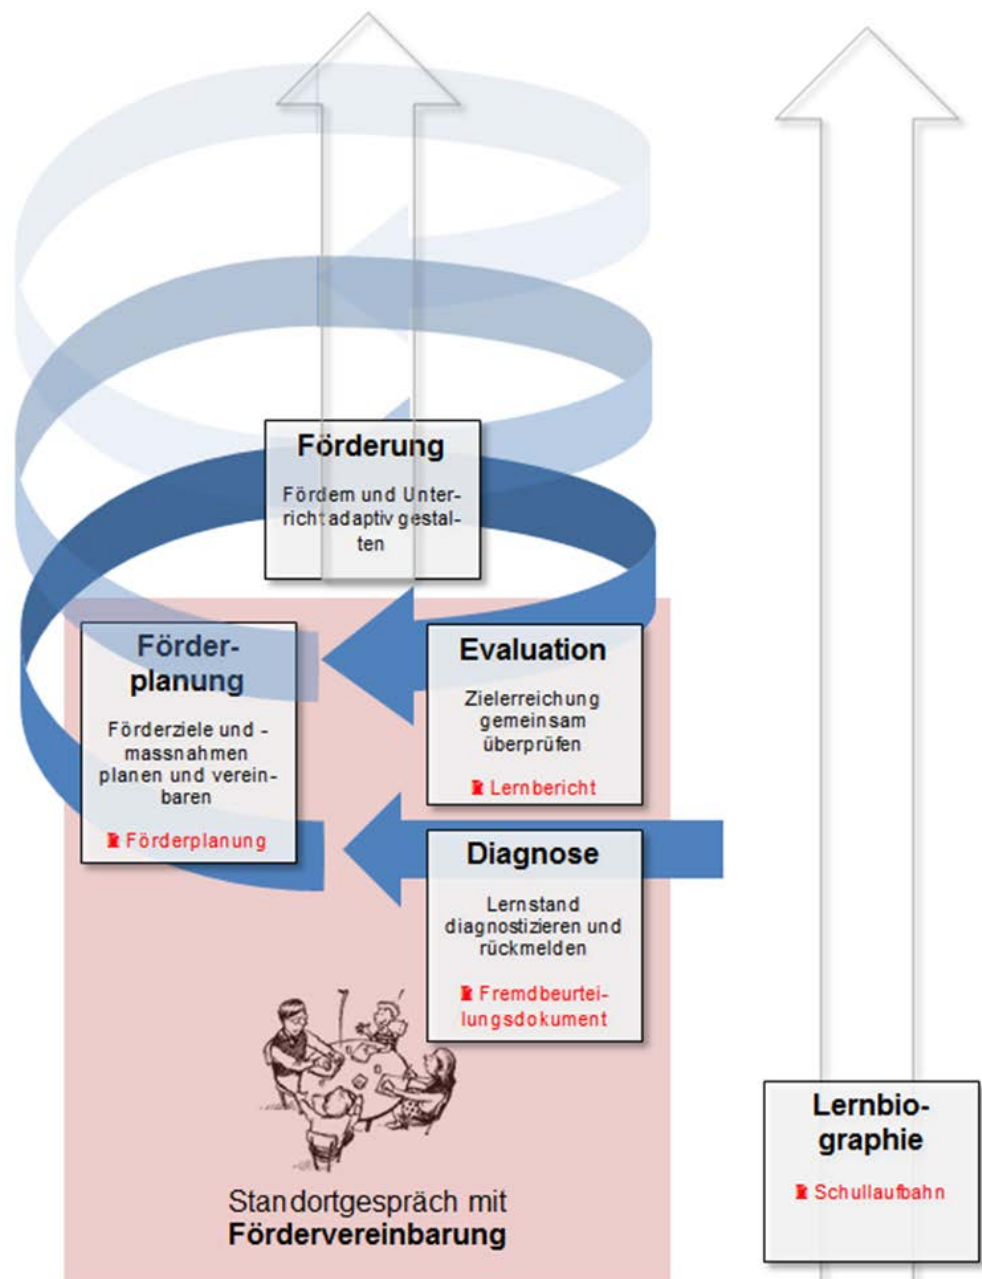 Förderung
Fördern und Unter-
richt adaptiv gestal-
ten
Förder-
planung
Förderziele und -
massnahmen
planen und verein-
baren
Förderplanung
Evaluation
Zielerreichung
gemeinsam
überprüfen
Lernbericht
Diagnose
Lernstand
diagnostizieren und
rückmelden
Fremdbeurtei-
lungsdokument
Standortgespräch mit
Fördervereinbarung
Lernbio-
graphie
Schullaufbahn